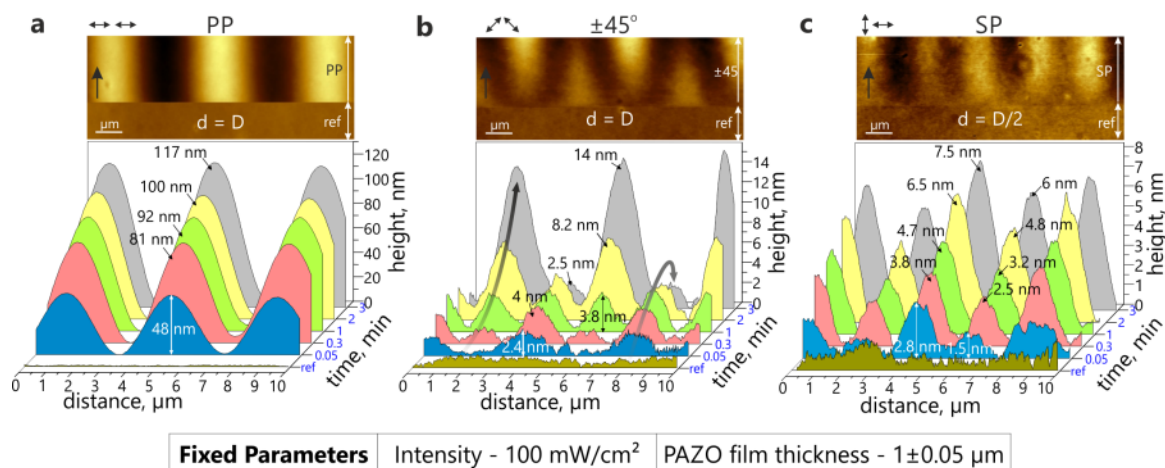 a PP
PP
μm
d = D
ref
117 nm
100 nm
92 nm
81 nm
48 nm
120
100
80
60
40
20
0
height, nm
3
2
1
0.3
0.05
ref
time, min
0 1 2 3 4 5 6 7 8 9 10
distance, μm
b ±45°
±45
μm
d = D
ref
14 nm
8.2 nm
2.5 nm
4 nm
3.8 nm
2.4 nm
14
12
10
8
6
4
2
0
height, nm
3
2
1
0.3
0.05
ref
time, min
0 1 2 3 4 5 6 7 8 9 10
distance, μm
c SP
SP
μm
d = D/2
ref
7.5 nm
6.5 nm
6 nm
4.7 nm
4.8 nm
3.8 nm
3.2 nm
2.5 nm
2.8 nm
1.5 nm
8
7
6
5
4
3
2
1
0
height, nm
3
2
1
0.3
0.05
ref
time, min
0 1 2 3 4 5 6 7 8 9 10
distance, μm
Fixed Parameters Intensity - 100 mW/cm² PAZO film thickness - 1±0.05 μm